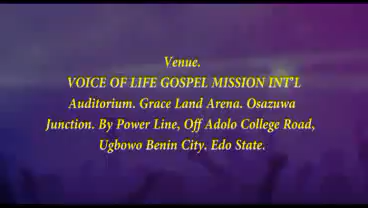 Venue.
VOICE OF LIFE GOSPEL MISSION INT'L
Auditorium. Grace Land Arena. Osazuwa
Junction. By Power Line, Off Adolo College Road,
Ugbowo Benin City. Edo State.